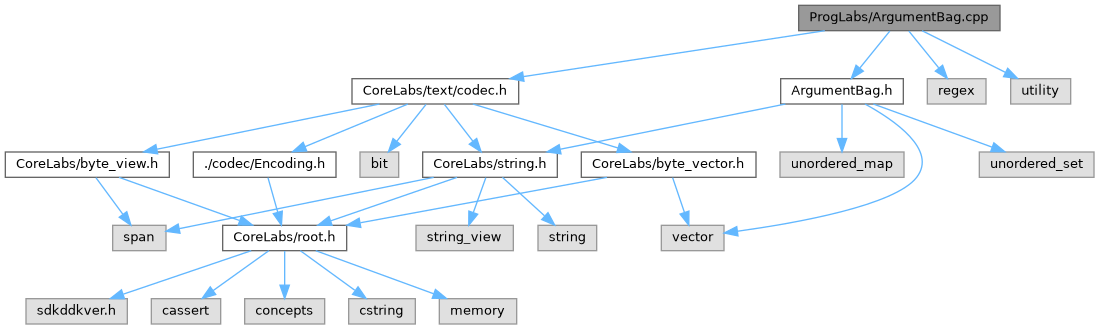 ProgLabs/ArgumentBag.cpp
CoreLabs/text/codec.h
ArgumentBag.h
regex
utility
CoreLabs/byte_view.h
./codec/Encoding.h
bit
CoreLabs/string.h
CoreLabs/byte_vector.h
unordered_map
unordered_set
span
CoreLabs/root.h
string_view
string
vector
sdkddkver.h
cassert
concepts
cstring
memory